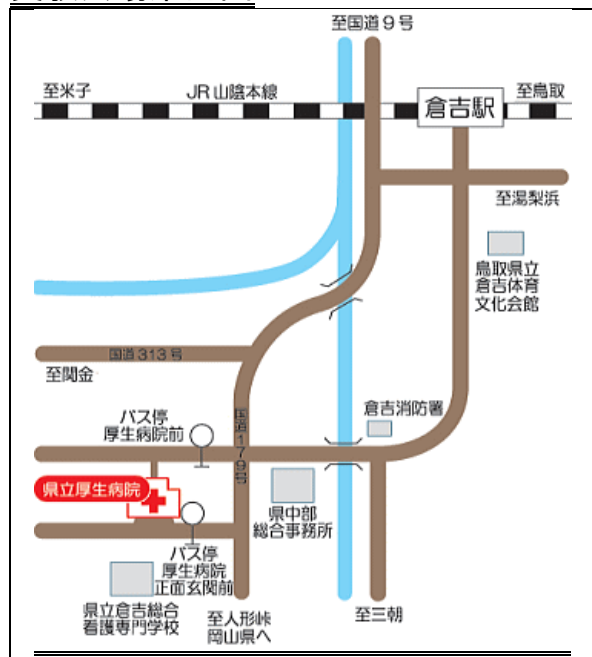 至国道9号
至米子
JR山陰本線
至鳥取
倉吉駅
至湯梨浜
鳥取県立
倉吉体育
文化会館
国道313号
至関金
倉吉消防署
バス停
厚生病院前
国道179号
県立厚生病院
県中部
総合事務所
バス停
厚生病院
正面玄関前
県立倉吉総合
看護専門学校
至人形峠
岡山県へ
至三朝